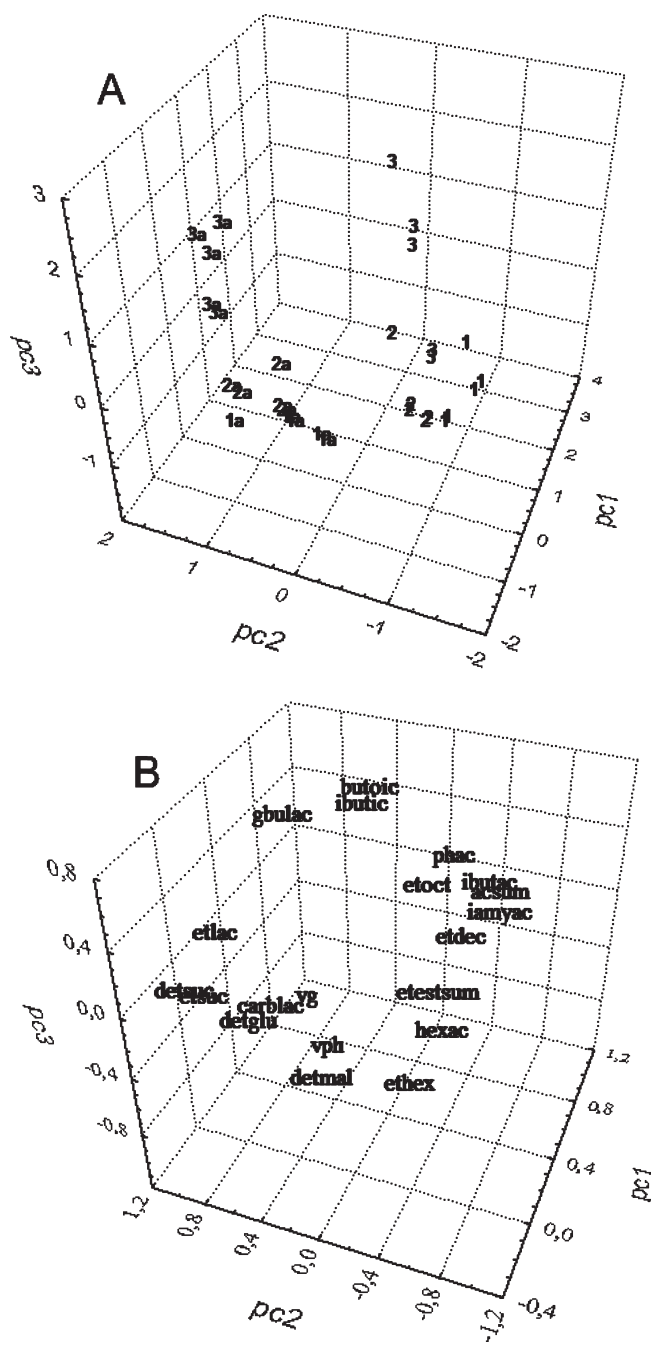 A
3
3
3
3a
3a
3a
3a
3a
2
1
3
3
1
1
2a
2a
2a
2a
1a
1a
1a
1a
2
2
2
1
3
2
1
0
-1
pc3
2
1
0
-1
-2
pc2
4
3
2
1
0
-1
-2
pc1
B
butoic
ibutic
gbulac
phac
etoct
ibutac
acsum
iamyac
etdec
etlac
detsuc
etsuc
carblac
vg
detglu
etestsum
hexac
vph
detmal
ethex
0,8
0,4
0,0
-0,4
-0,8
pc3
1,2
0,8
0,4
0,0
-0,4
-0,8
-1,2
pc2
1,2
0,8
0,4
0,0
-0,4
pc1